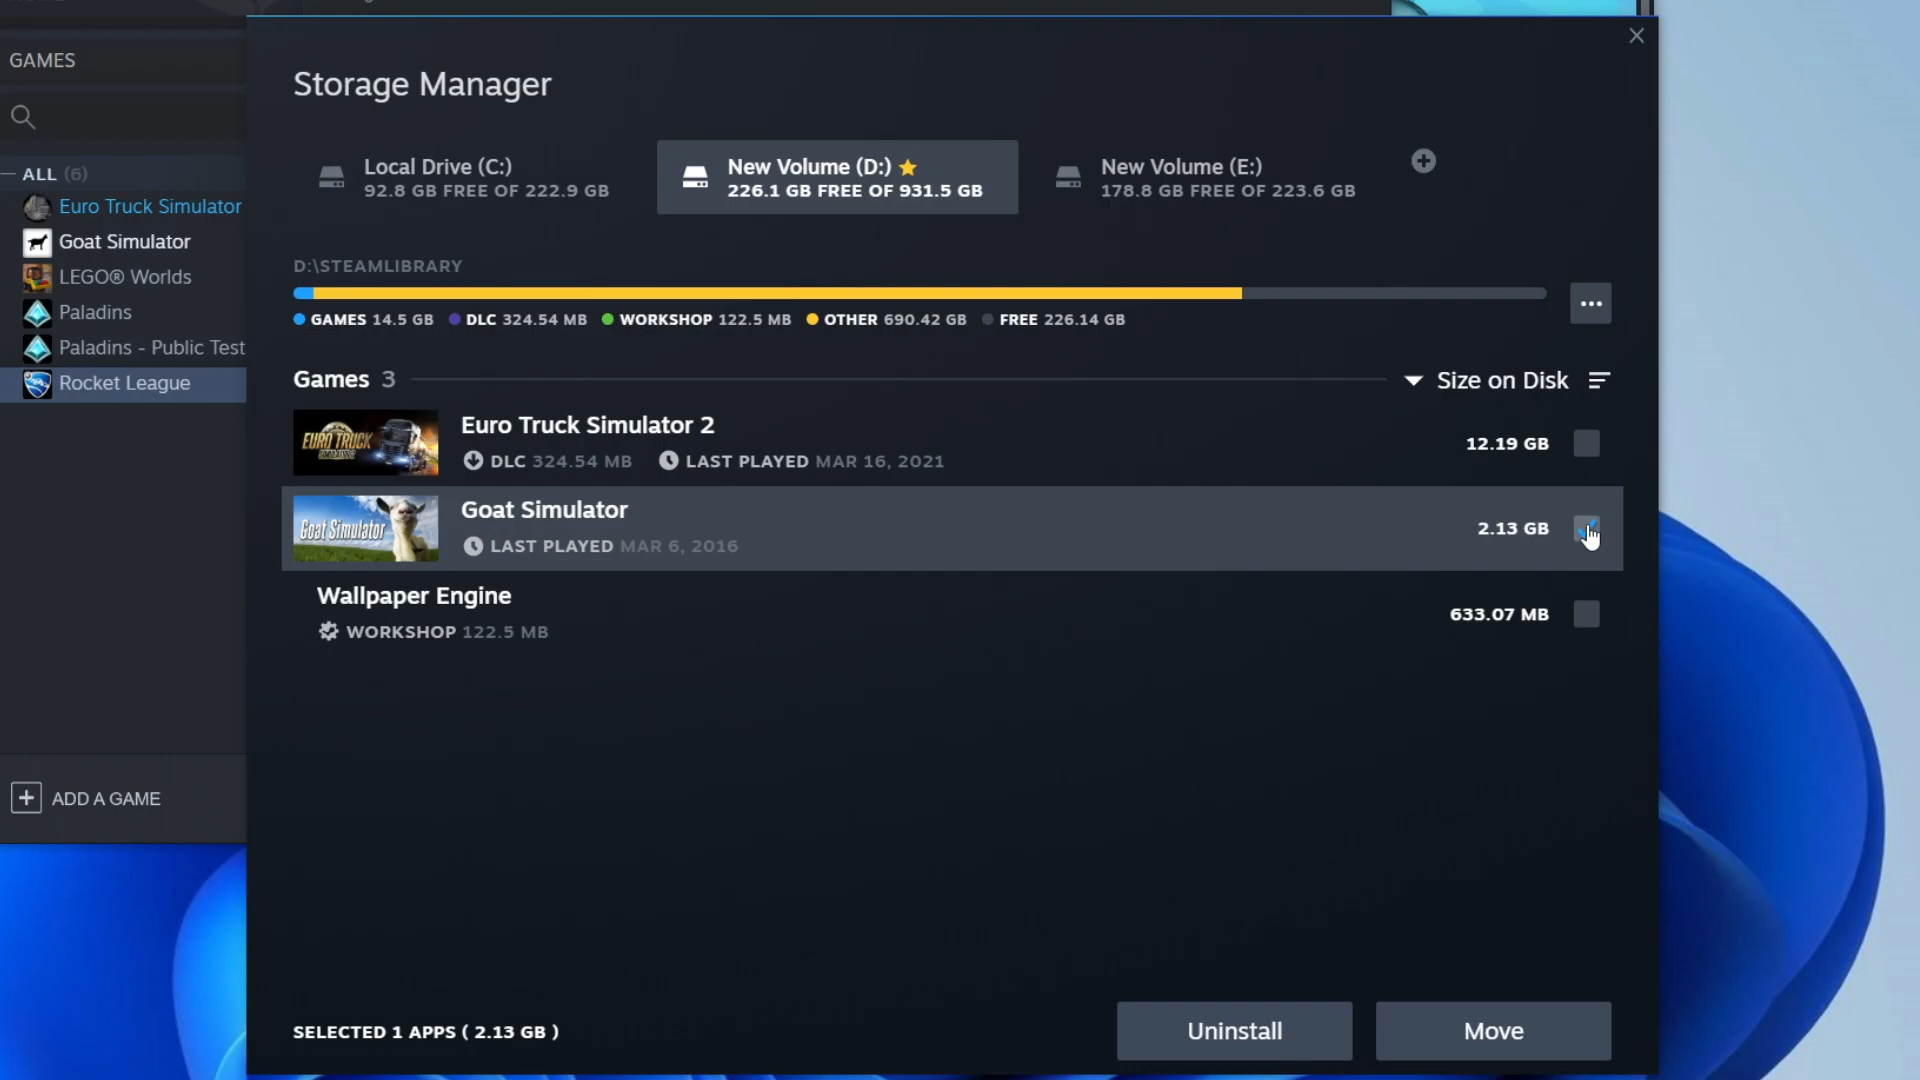 GAMES
ALL (6)
Euro Truck Simulator
Goat Simulator
LEGO® Worlds
Paladins
Paladins - Public Test
Rocket League
ADD A GAME
Storage Manager
Local Drive (C:)
92.8 GB FREE OF 222.9 GB
New Volume (D:)
226.1 GB FREE OF 931.5 GB
New Volume (E:)
178.8 GB FREE OF 223.6 GB
D:\STEAMLIBRARY
GAMES 14.5 GB DLC 324.54 MB WORKSHOP 122.5 MB OTHER 690.42 GB FREE 226.14 GB
Games 3 Size on Disk
EURO TRUCK
SIMULATOR
Euro Truck Simulator 2
DLC 324.54 MB LAST PLAYED MAR 16, 2021
12.19 GB
Goat Simulator
Goat Simulator
LAST PLAYED MAR 6, 2016
2.13 GB
Wallpaper Engine
WORKSHOP 122.5 MB
633.07 MB
SELECTED 1 APPS ( 2.13 GB )
Uninstall
Move